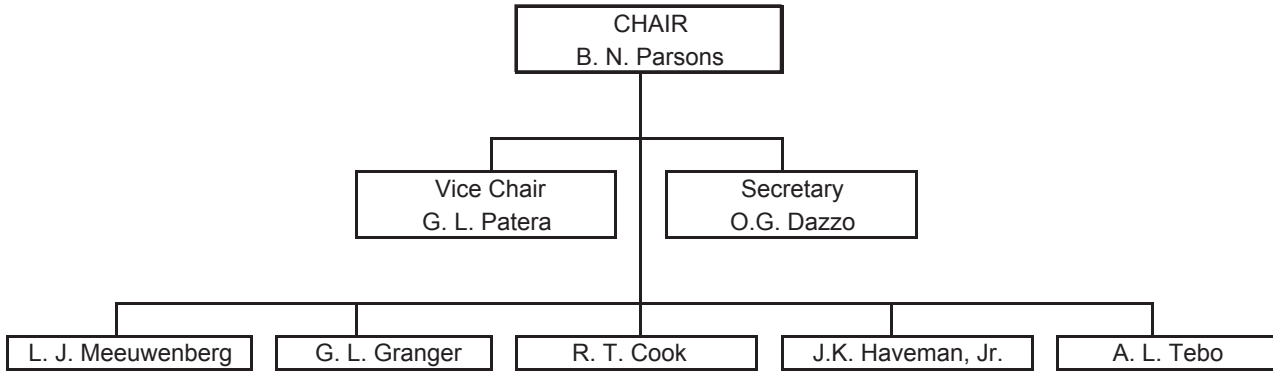 CHAIR
B. N. Parsons
Vice Chair
G. L. Patera
Secretary
O.G. Dazzo
L. J. Meeuwenberg
G. L. Granger
R. T. Cook
J.K. Haveman, Jr.
A. L. Tebo